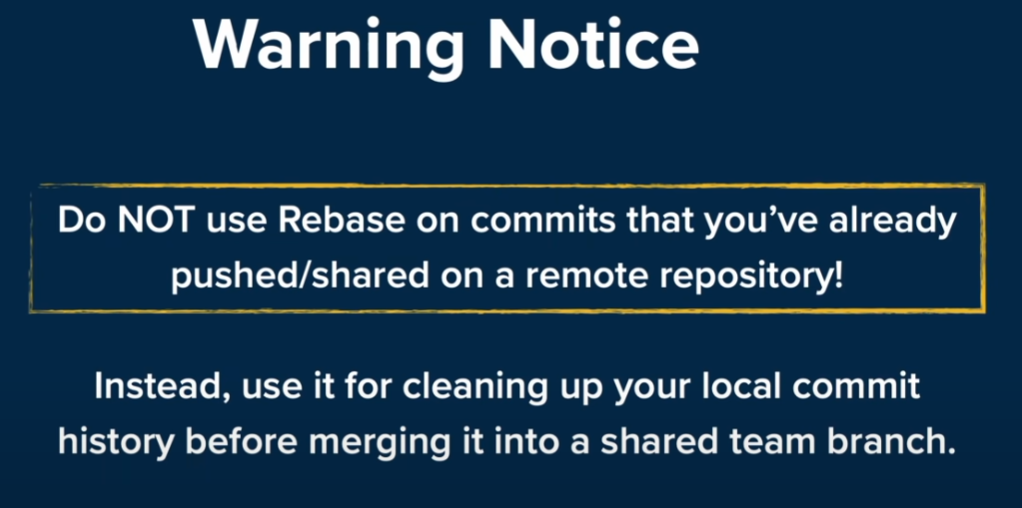 Warning Notice
Do NOT use Rebase on commits that you’ve already
pushed/shared on a remote repository!
Instead, use it for cleaning up your local commit
history before merging it into a shared team branch.